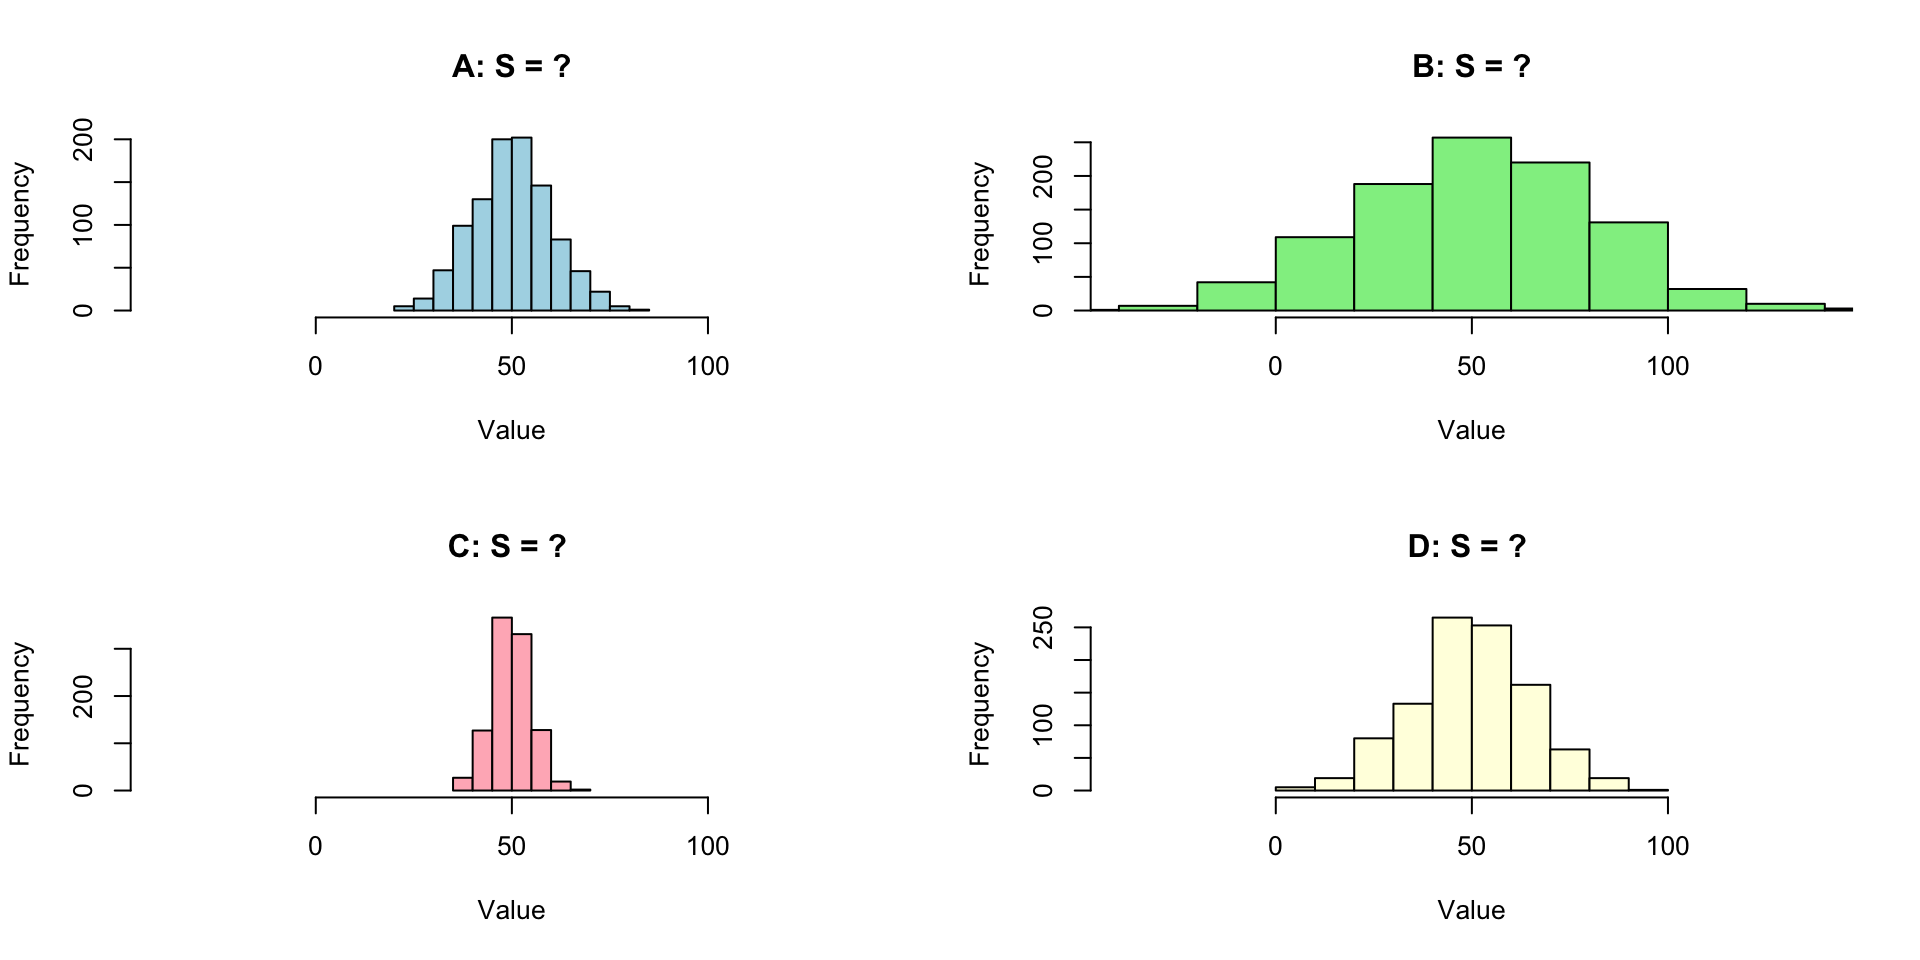 A: S = ?
Frequency
0 100 200
0 50 100
Value
B: S = ?
Frequency
0 100 200
0 50 100
Value
C: S = ?
Frequency
0 200
0 50 100
Value
D: S = ?
Frequency
0 100 250
0 50 100
Value